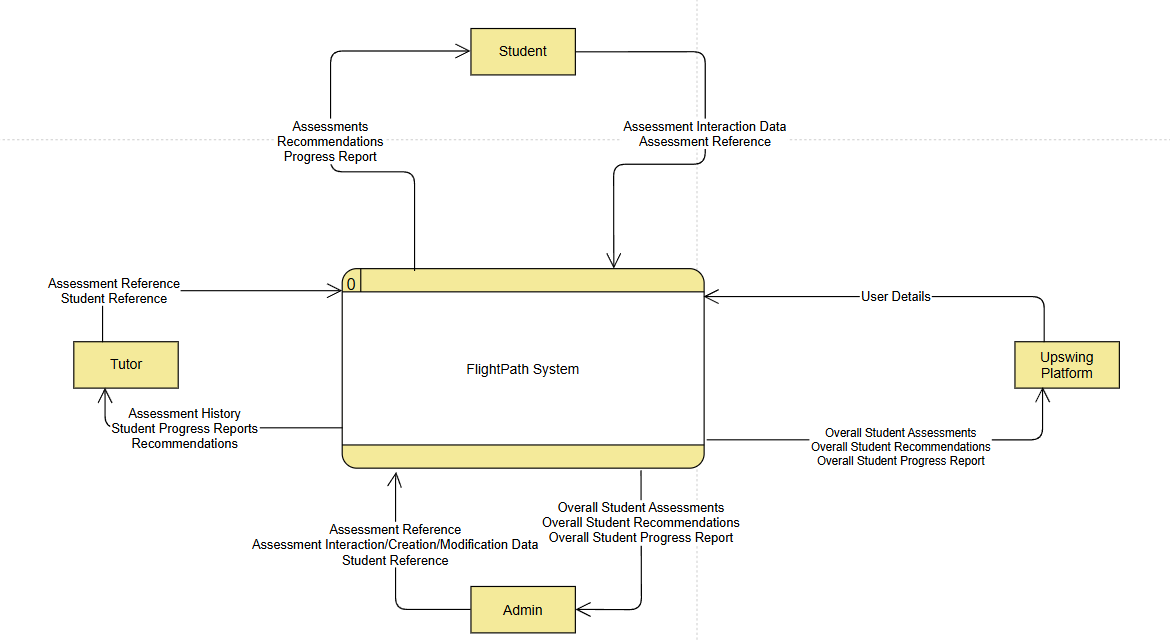 Student
Assessments
Recommendations
Progress Report
Assessment Interaction Data
Assessment Reference
Assessment Reference
Student Reference
0
User Details
Tutor
FlightPath System
Upswing
Platform
Assessment History
Student Progress Reports
Recommendations
Overall Student Assessments
Overall Student Recommendations
Overall Student Progress Report
Assessment Reference
Assessment Interaction/Creation/Modification Data
Student Reference
Overall Student Assessments
Overall Student Recommendations
Overall Student Progress Report
Admin